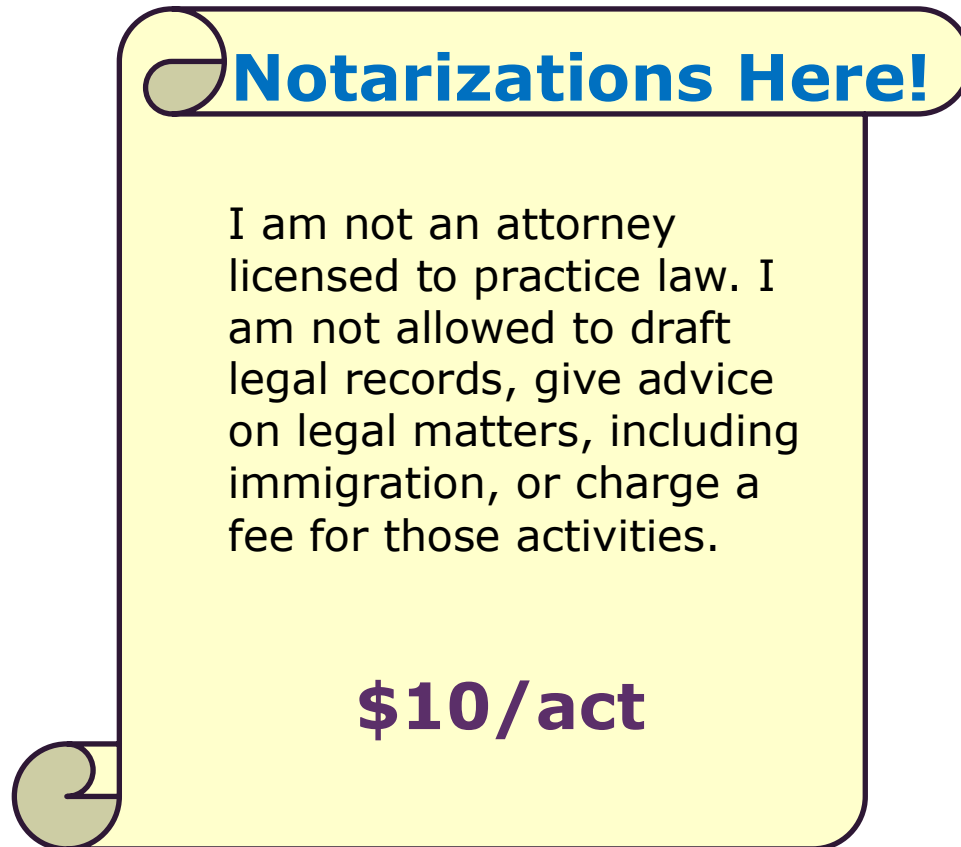 Notarizations Here!
I am not an attorney
licensed to practice law. I
am not allowed to draft
legal records, give advice
on legal matters, including
immigration, or charge a
fee for those activities.
$10/act